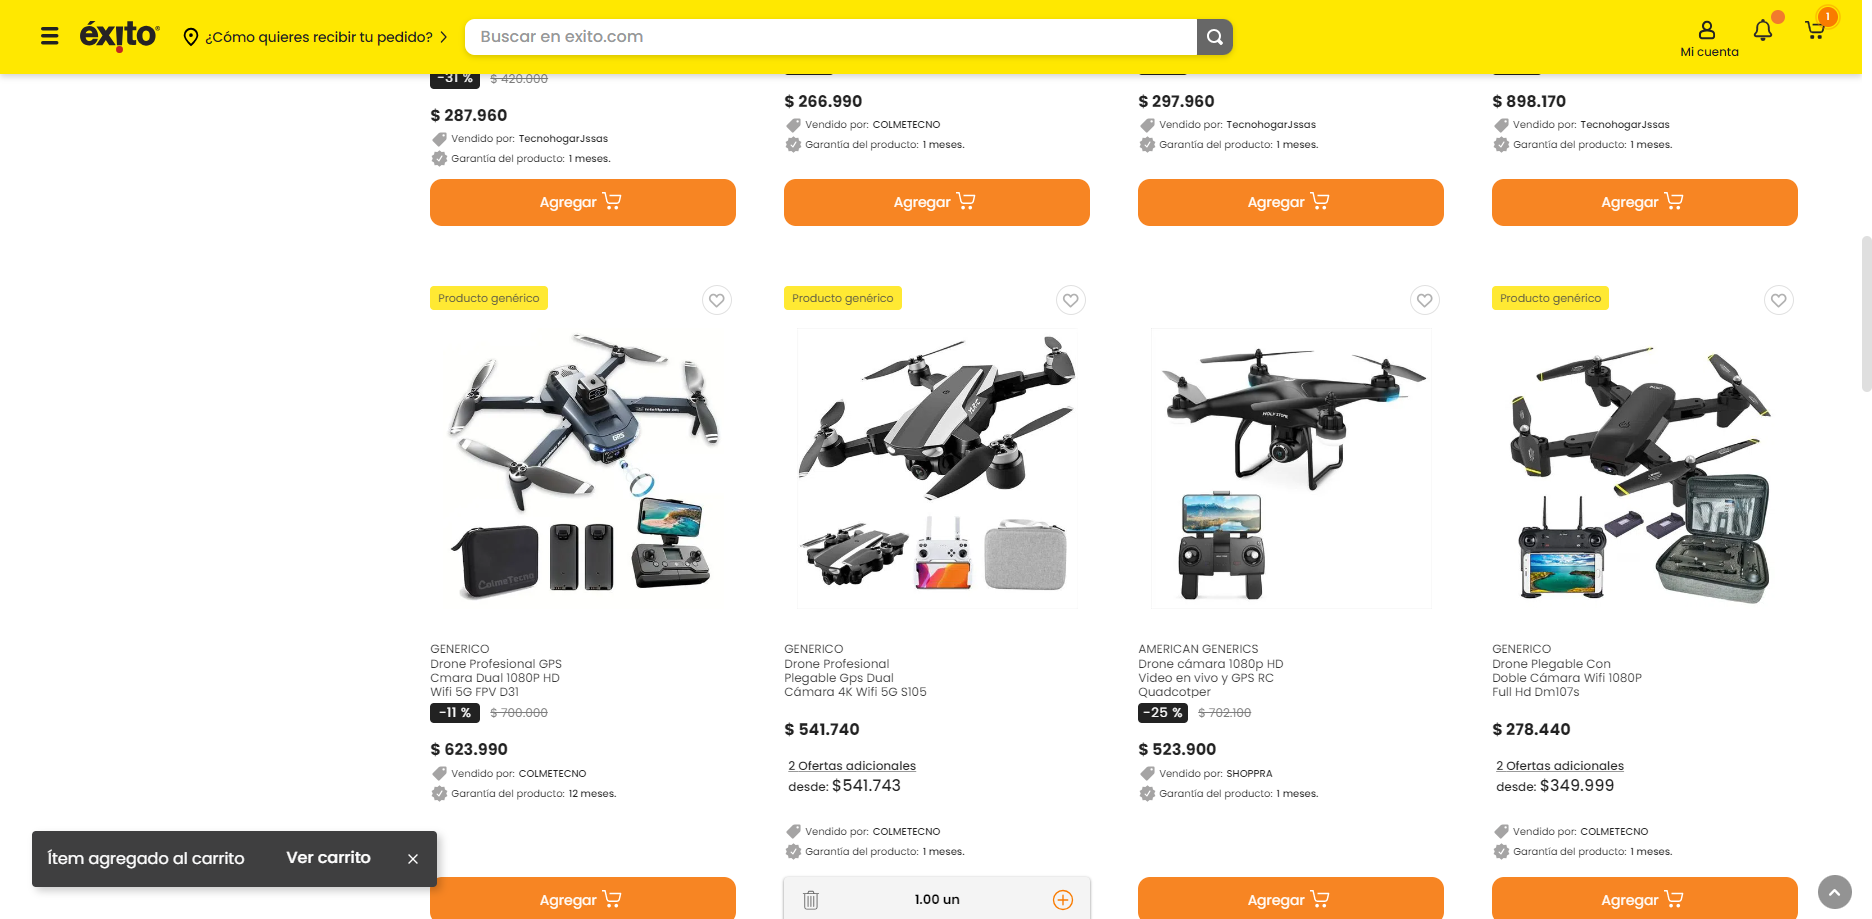 éxito
¿Cómo quieres recibir tu pedido?
Buscar en exito.com
1
Mi cuenta
-31 % $ 420.000
$ 287.960
Vendido por: TecnohogarJssas
Garantía del producto: 1 meses.
Agregar
$ 266.990
Vendido por: COLMETECNO
Garantía del producto: 1 meses.
Agregar
$ 297.960
Vendido por: TecnohogarJssas
Garantía del producto: 1 meses.
Agregar
$ 898.170
Vendido por: TecnohogarJssas
Garantía del producto: 1 meses.
Agregar
Producto genérico
GPS
ColmeTecno
GENERICO
Drone Profesional GPS
Cmara Dual 1080P HD
Wifi 5G FPV D31
-11 % $ 700.000
$ 623.990
Vendido por: COLMETECNO
Garantía del producto: 12 meses.
Agregar
Producto genérico
GENERICO
Drone Profesional
Plegable Gps Dual
Cámara 4K Wifi 5G S105
$ 541.740
2 Ofertas adicionales
desde: $541.743
Vendido por: COLMETECNO
Garantía del producto: 1 meses.
1.00 un
AMERICAN GENERICS
Drone cámara 1080p HD
Video en vivo y GPS RC
Quadcotper
-25 % $ 702.100
$ 523.900
Vendido por: SHOPPRA
Garantía del producto: 1 meses.
Agregar
Producto genérico
GENERICO
Drone Plegable Con
Doble Cámara Wifi 1080P
Full Hd Dm107s
$ 278.440
2 Ofertas adicionales
desde: $349.999
Vendido por: COLMETECNO
Garantía del producto: 1 meses.
Agregar
Ítem agregado al carrito Ver carrito